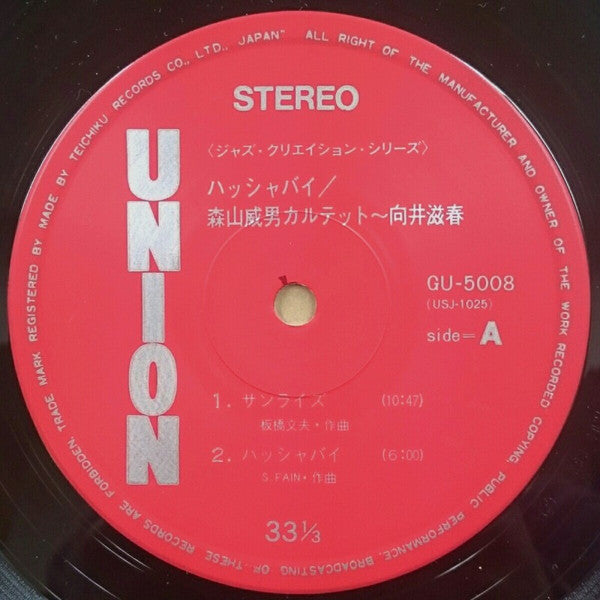 MADE BY TEICHIKU RECORDS CO., LTD., JAPAN" ALL RIGHT OF THE MANUFACTURER AND OWNER OF THE WORK RECORDED COPYING, PUBLIC PERFORMANCE, BROADCASTING OF THESE RECORDS ARE FORBIDDEN, TRADE MARK REGISTERED BY
STEREO
UNION
〈ジャズ・クリエイション・シリーズ〉
ハッシャバイ／
森山威男カルテット〜向井滋春
GU-5008
(USJ-1025)
side=A
1. サンライズ (10:47)
板橋文夫・作曲
2. ハッシャバイ (6:00)
S.PAIN・作曲
33⅓